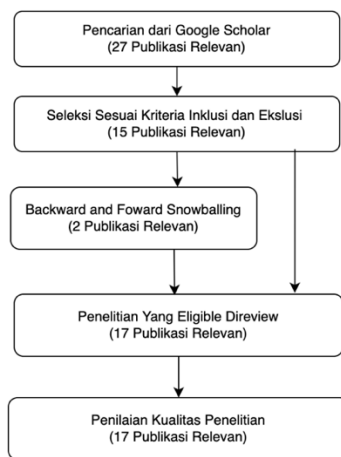 Pencarian dari Google Scholar
(27 Publikasi Relevan)
Seleksi Sesuai Kriteria Inklusi dan Ekslusi
(15 Publikasi Relevan)
Backward and Foward Snowballing
(2 Publikasi Relevan)
Penelitian Yang Eligible Direview
(17 Publikasi Relevan)
Penilaian Kualitas Penelitian
(17 Publikasi Relevan)